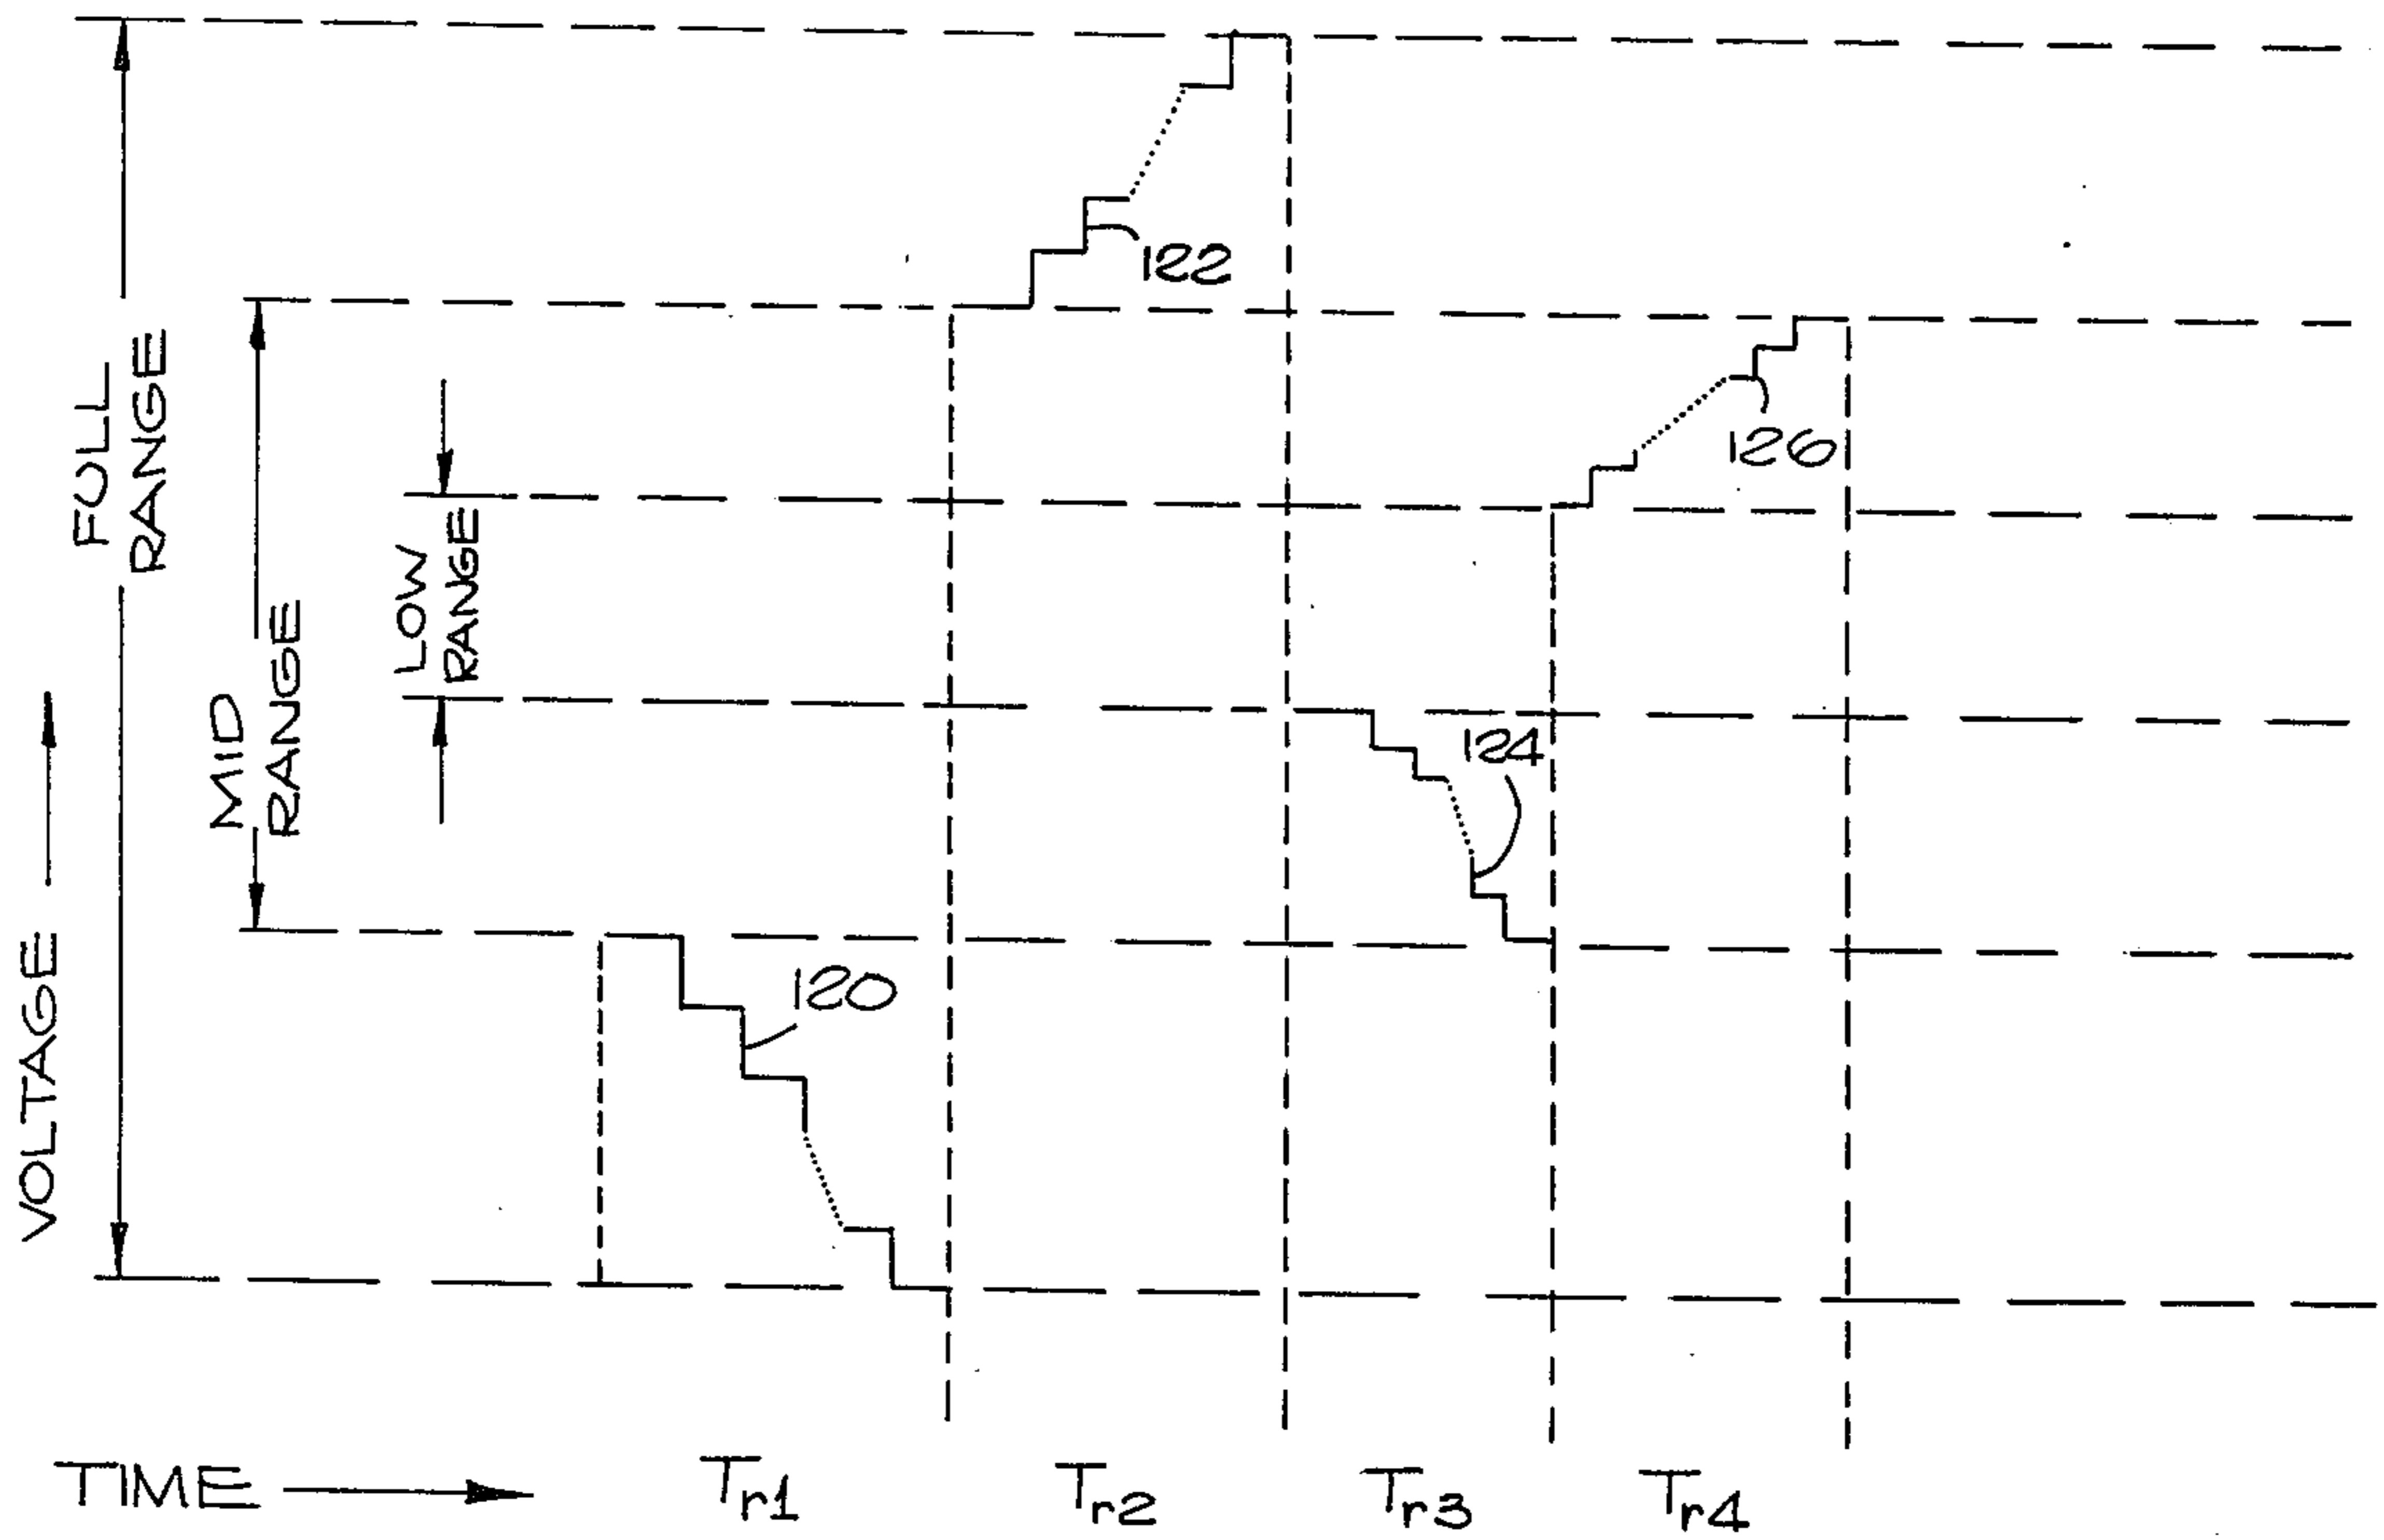 FULL
RANGE
MID
RANGE
LOW
RANGE
VOLTAGE
122
126
124
120
TIME
Tr1
Tr2
Tr3
Tr4